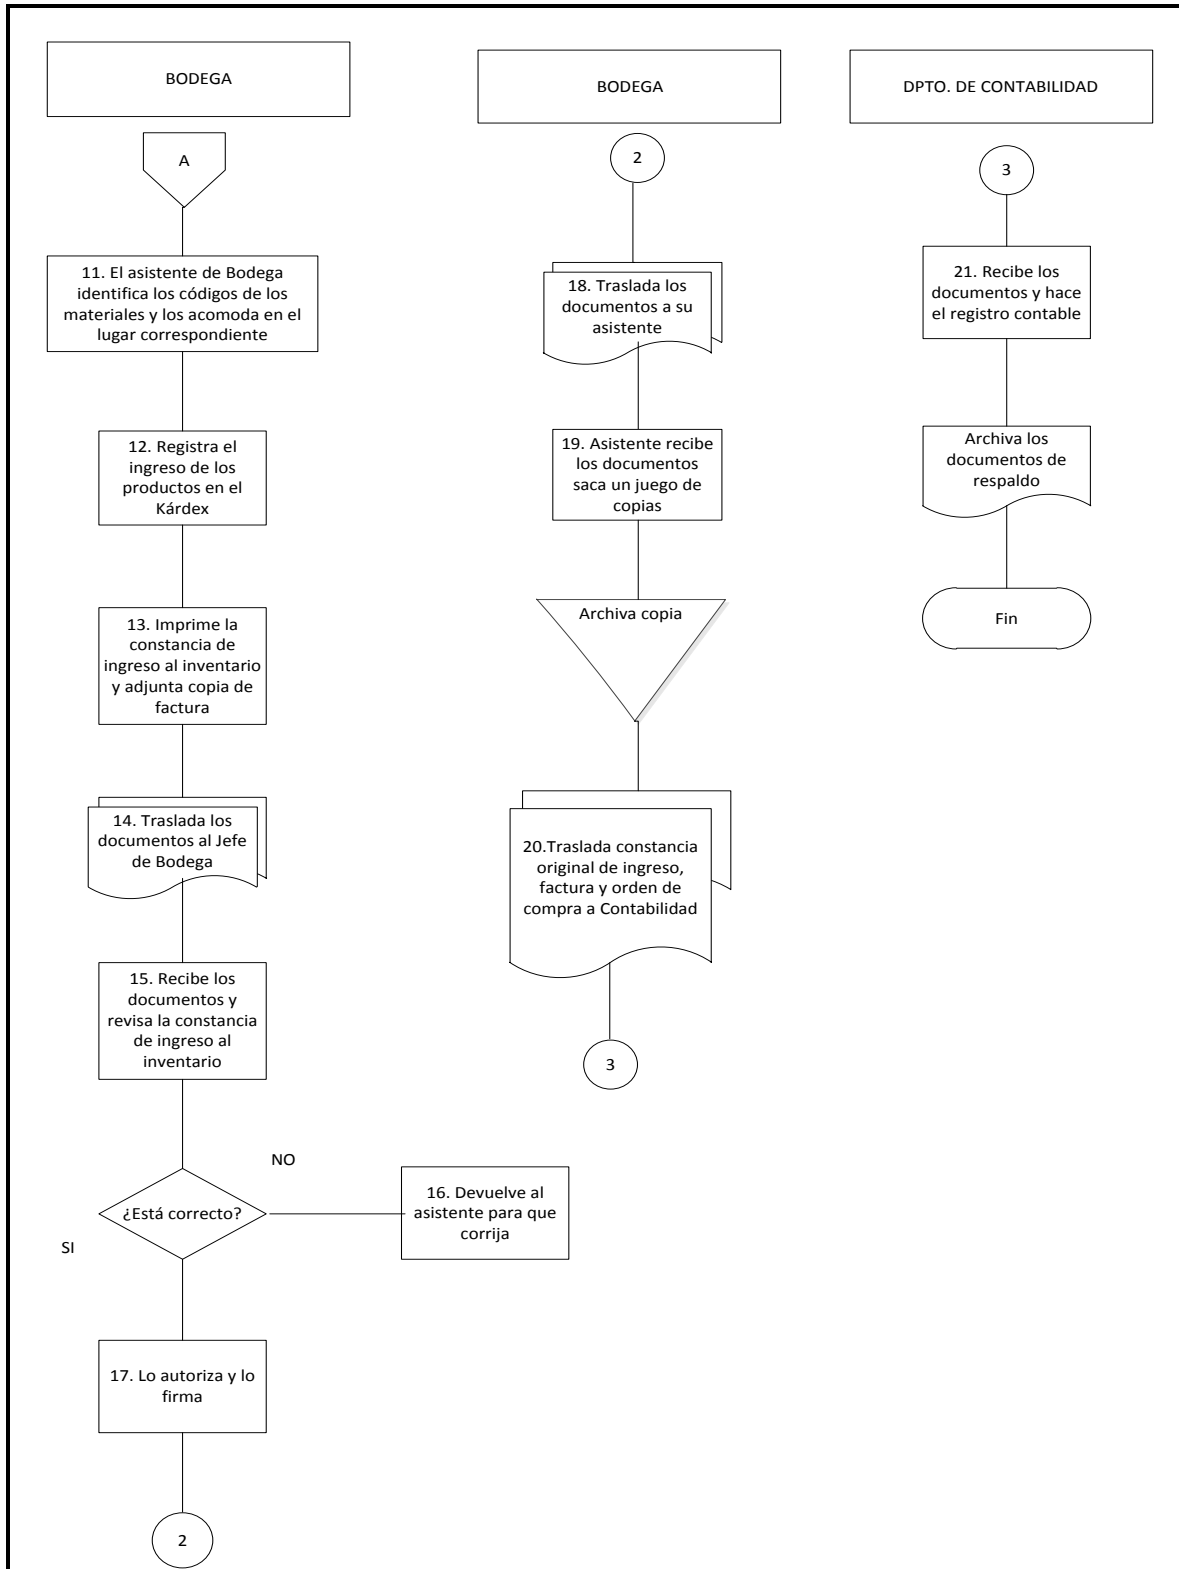 BODEGA
A
11. El asistente de Bodega
identifica los códigos de los
materiales y los acomoda en el
lugar correspondiente
12. Registra el
ingreso de los
productos en el
Kárdex
13. Imprime la
constancia de
ingreso al inventario
y adjunta copia de
factura
14. Traslada los
documentos al Jefe
de Bodega
15. Recibe los
documentos y
revisa la constancia
de ingreso al
inventario
¿Está correcto?
NO
SI
16. Devuelve al
asistente para que
corrija
17. Lo autoriza y lo
firma
2
BODEGA
2
18. Traslada los
documentos a su
asistente
19. Asistente recibe
los documentos
saca un juego de
copias
Archiva copia
20.Traslada constancia
original de ingreso,
factura y orden de
compra a Contabilidad
3
DPTO. DE CONTABILIDAD
3
21. Recibe los
documentos y hace
el registro contable
Archiva los
documentos de
respaldo
Fin